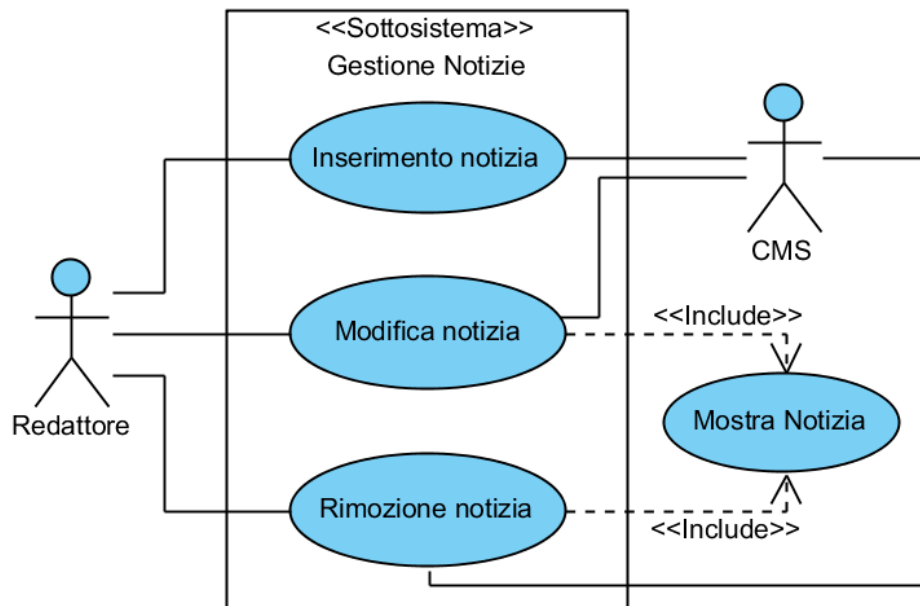 <<Sottosistema>>
Gestione Notizie
Inserimento notizia
CMS
Modifica notizia
<<Include>>
Redattore
Mostra Notizia
Rimozione notizia
<<Include>>